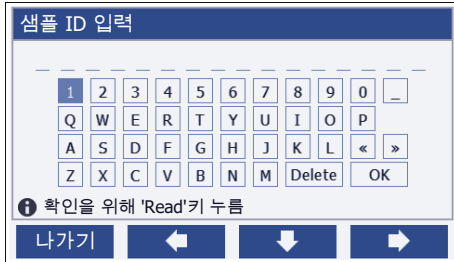 샘플 ID 입력
_ _ _ _ _ _ _ _ _ _ _ _ _ _
1 2 3 4 5 6 7 8 9 0 _
Q W E R T Y U I O P
A S D F G H J K L « »
Z X C V B N M Delete OK
확인을 위해 'Read'키 누름
나가기